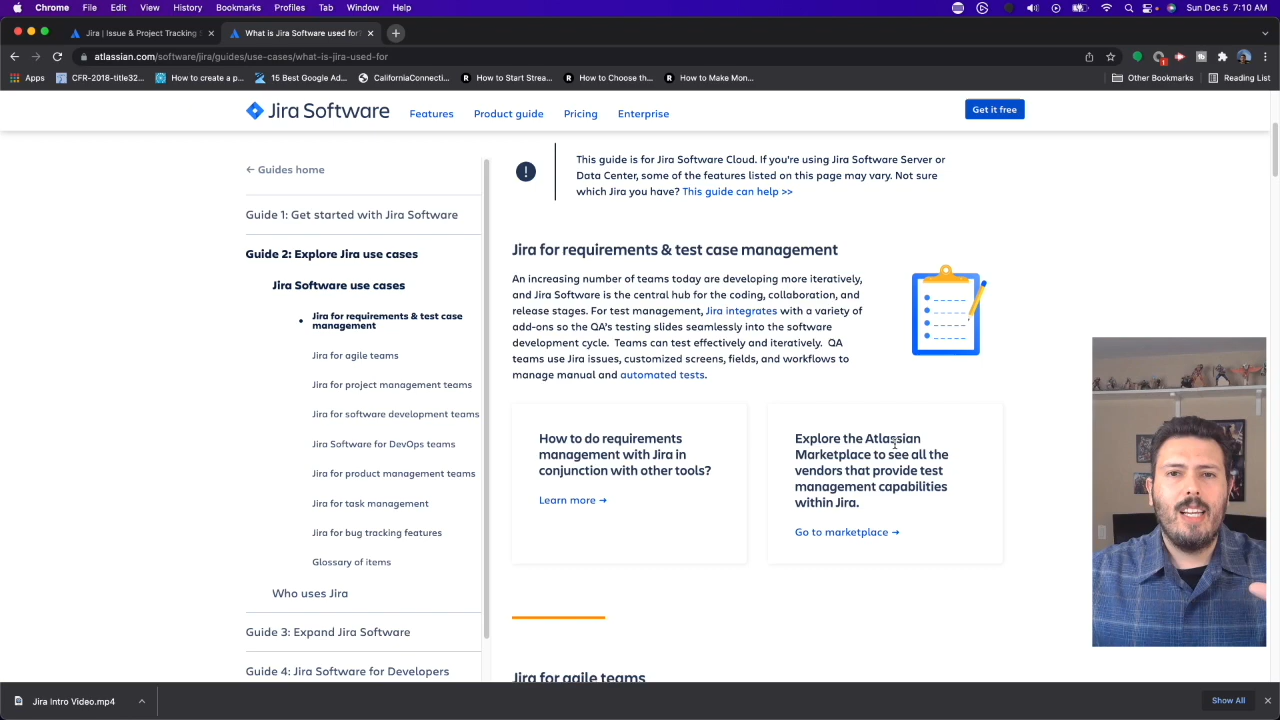 Chrome File Edit View History Bookmarks Profiles Tab Window Help
Sun Dec 5 7:10 AM
Jira | Issue & Project Tracking
What is Jira Software used for
atlassian.com/software/jira/guides/use-cases/what-is-jira-used-for
Apps CFR-2018-title32... How to create a p... 15 Best Google Ad... CaliforniaConnecti... How to Start Strea... How to Choose th... How to Make Mon... Other Bookmarks Reading List
Jira Software Features Product guide Pricing Enterprise Get it free
← Guides home
Guide 1: Get started with Jira Software
Guide 2: Explore Jira use cases
Jira Software use cases
Jira for requirements & test case
management
Jira for agile teams
Jira for project management teams
Jira for software development teams
Jira Software for DevOps teams
Jira for product management teams
Jira for task management
Jira for bug tracking features
Glossary of items
Who uses Jira
Guide 3: Expand Jira Software
Guide 4: Jira Software for Developers
This guide is for Jira Software Cloud. If you're using Jira Software Server or
Data Center, some of the features listed on this page may vary. Not sure
which Jira you have? This guide can help >>
Jira for requirements & test case management
An increasing number of teams today are developing more iteratively,
and Jira Software is the central hub for the coding, collaboration, and
release stages. For test management, Jira integrates with a variety of
add-ons so the QA's testing slides seamlessly into the software
development cycle. Teams can test effectively and iteratively. QA
teams use Jira issues, customized screens, fields, and workflows to
manage manual and automated tests.
How to do requirements
management with Jira in
conjunction with other tools?
Learn more →
Explore the Atlassian
Marketplace to see all the
vendors that provide test
management capabilities
within Jira.
Go to marketplace →
Jira for agile teams
Jira Intro Video.mp4
Show All